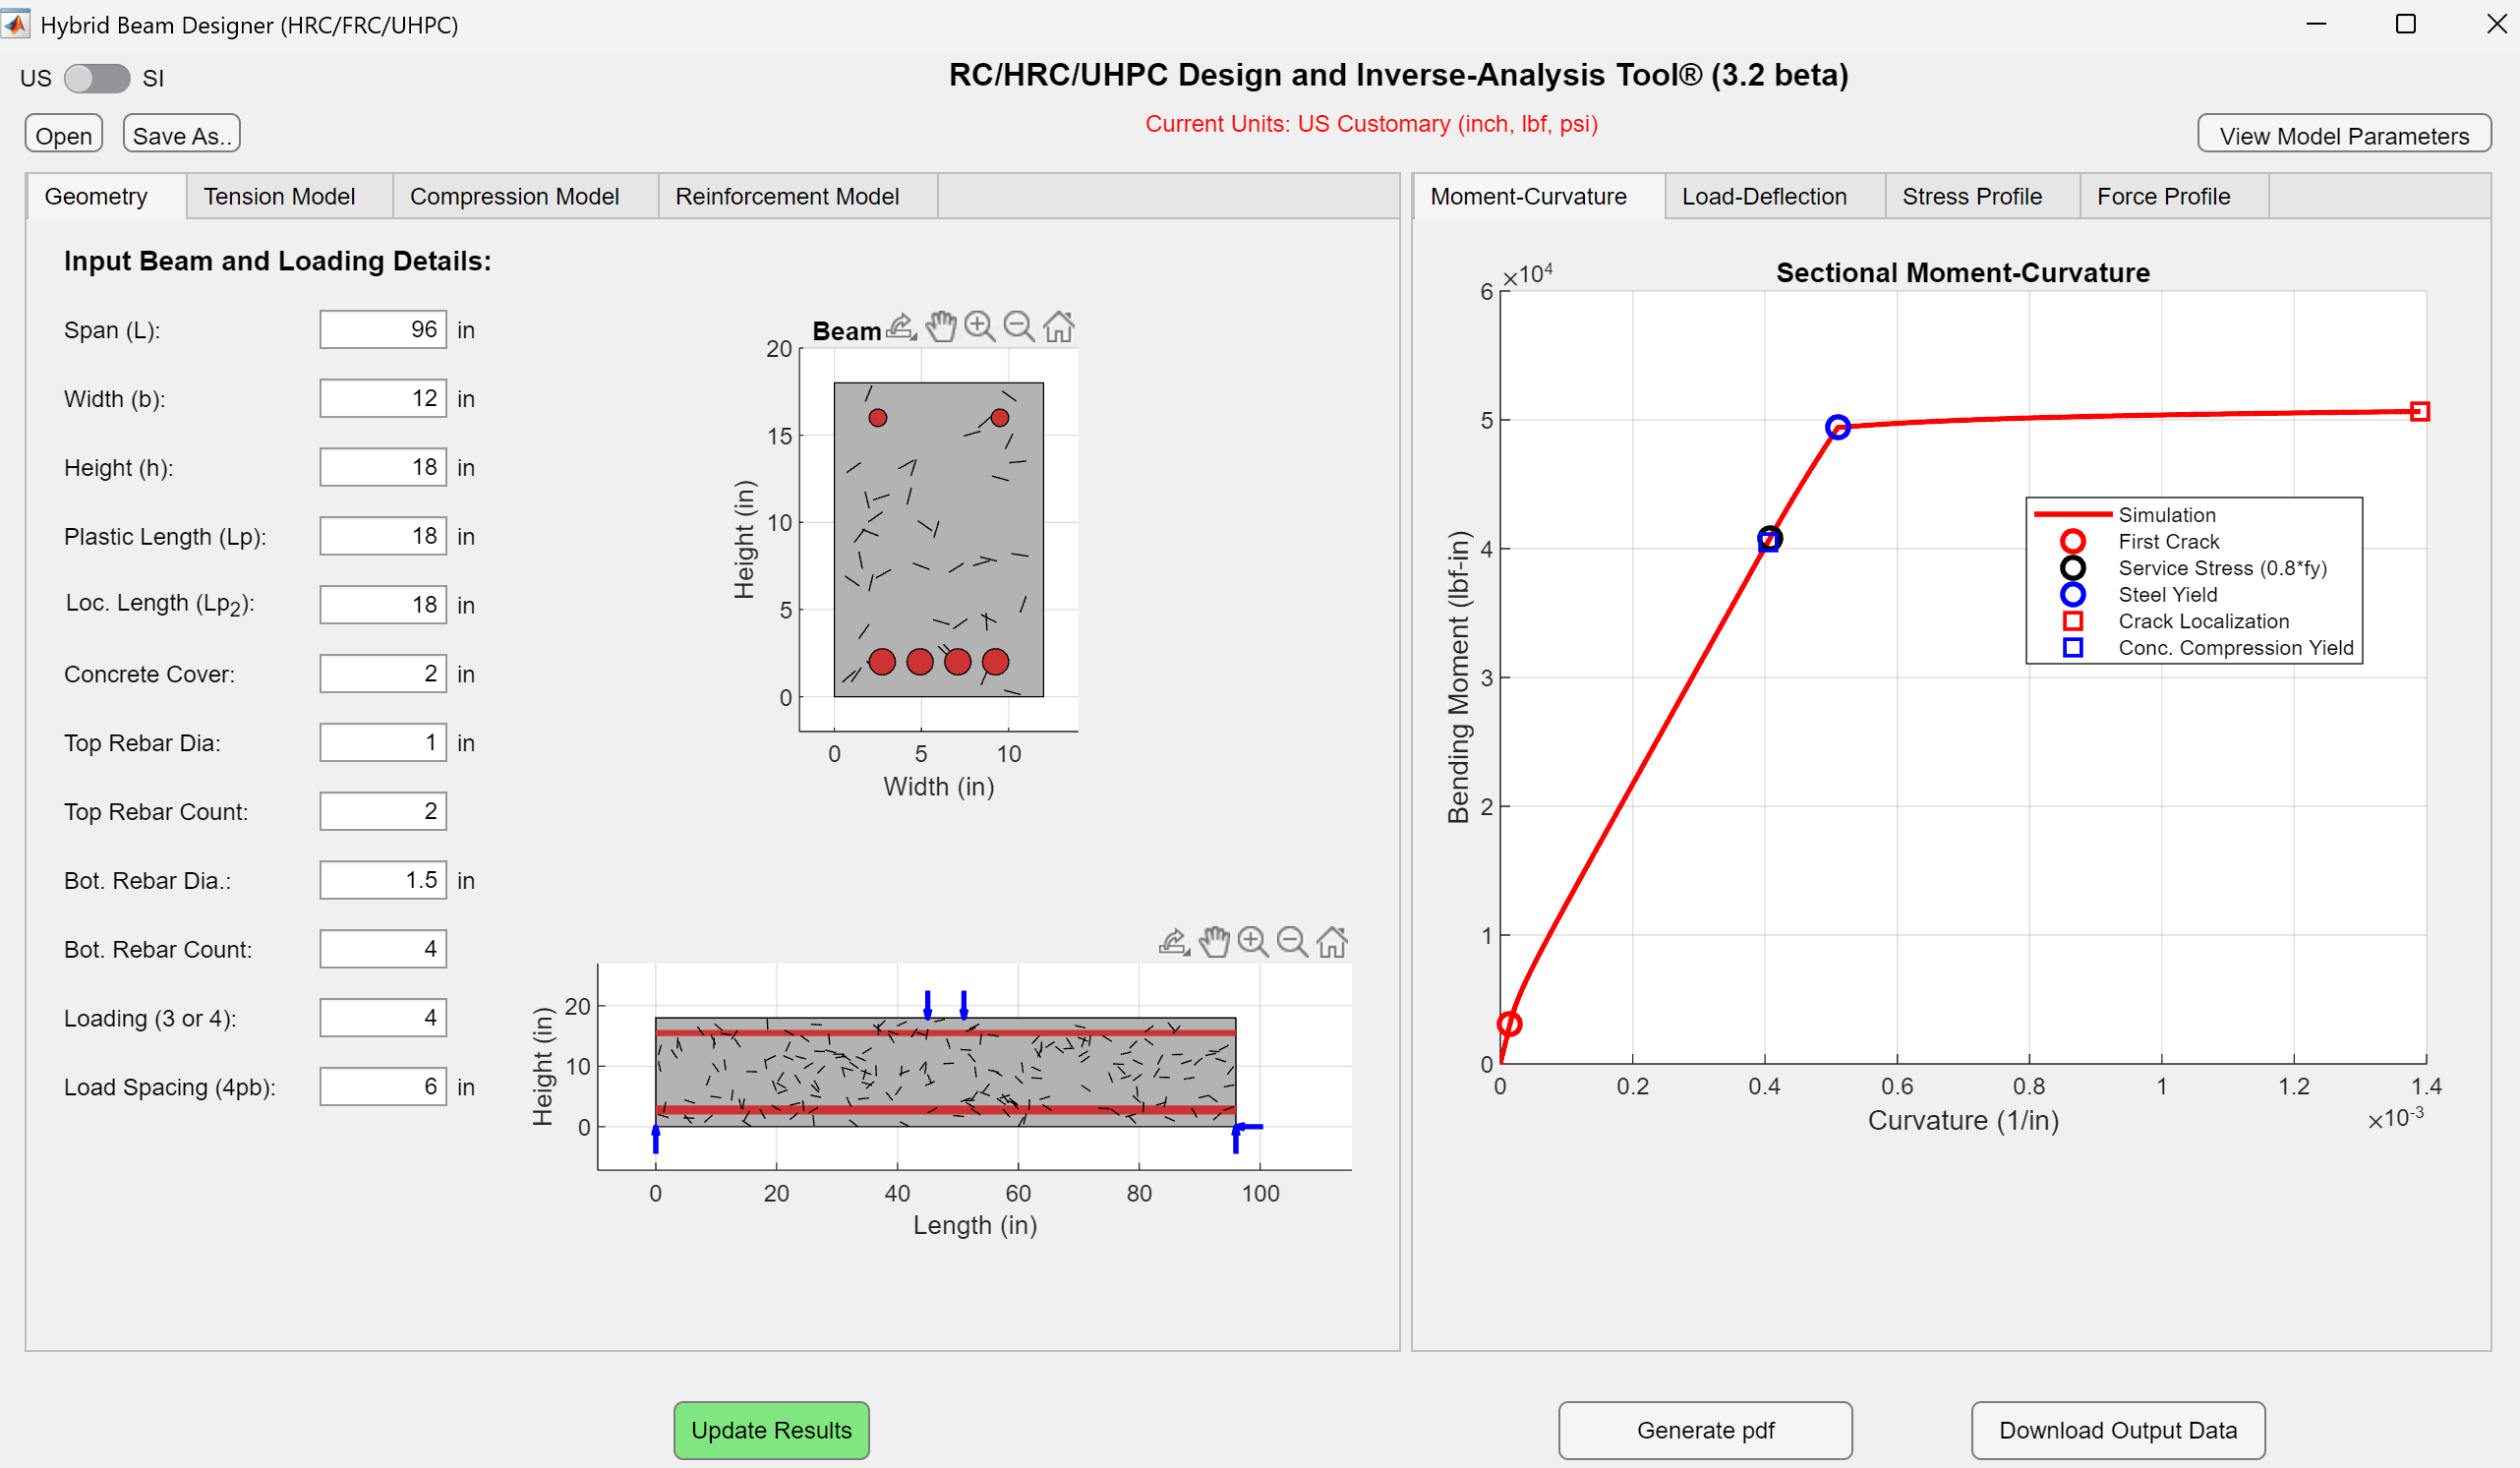 Hybrid Beam Designer (HRC/FRC/UHPC)
US SI
RC/HRC/UHPC Design and Inverse-Analysis Tool® (3.2 beta)
Current Units: US Customary (inch, lbf, psi)
Open Save As..
View Model Parameters
Geometry Tension Model Compression Model Reinforcement Model
Input Beam and Loading Details:
Span (L): 96 in
Width (b): 12 in
Height (h): 18 in
Plastic Length (Lp): 18 in
Loc. Length (Lp2): 18 in
Concrete Cover: 2 in
Top Rebar Dia: 1 in
Top Rebar Count: 2
Bot. Rebar Dia.: 1.5 in
Bot. Rebar Count: 4
Loading (3 or 4): 4
Load Spacing (4pb): 6 in
Beam
20
15
10
5
0
Height (in)
0 5 10
Width (in)
20
10
0
Height (in)
0 20 40 60 80 100
Length (in)
Moment-Curvature Load-Deflection Stress Profile Force Profile
Sectional Moment-Curvature
×10^4
6
5
4
3
2
1
0
Bending Moment (lbf-in)
Simulation
First Crack
Service Stress (0.8*fy)
Steel Yield
Crack Localization
Conc. Compression Yield
0 0.2 0.4 0.6 0.8 1 1.2 1.4
Curvature (1/in)
×10^-3
Update Results
Generate pdf
Download Output Data